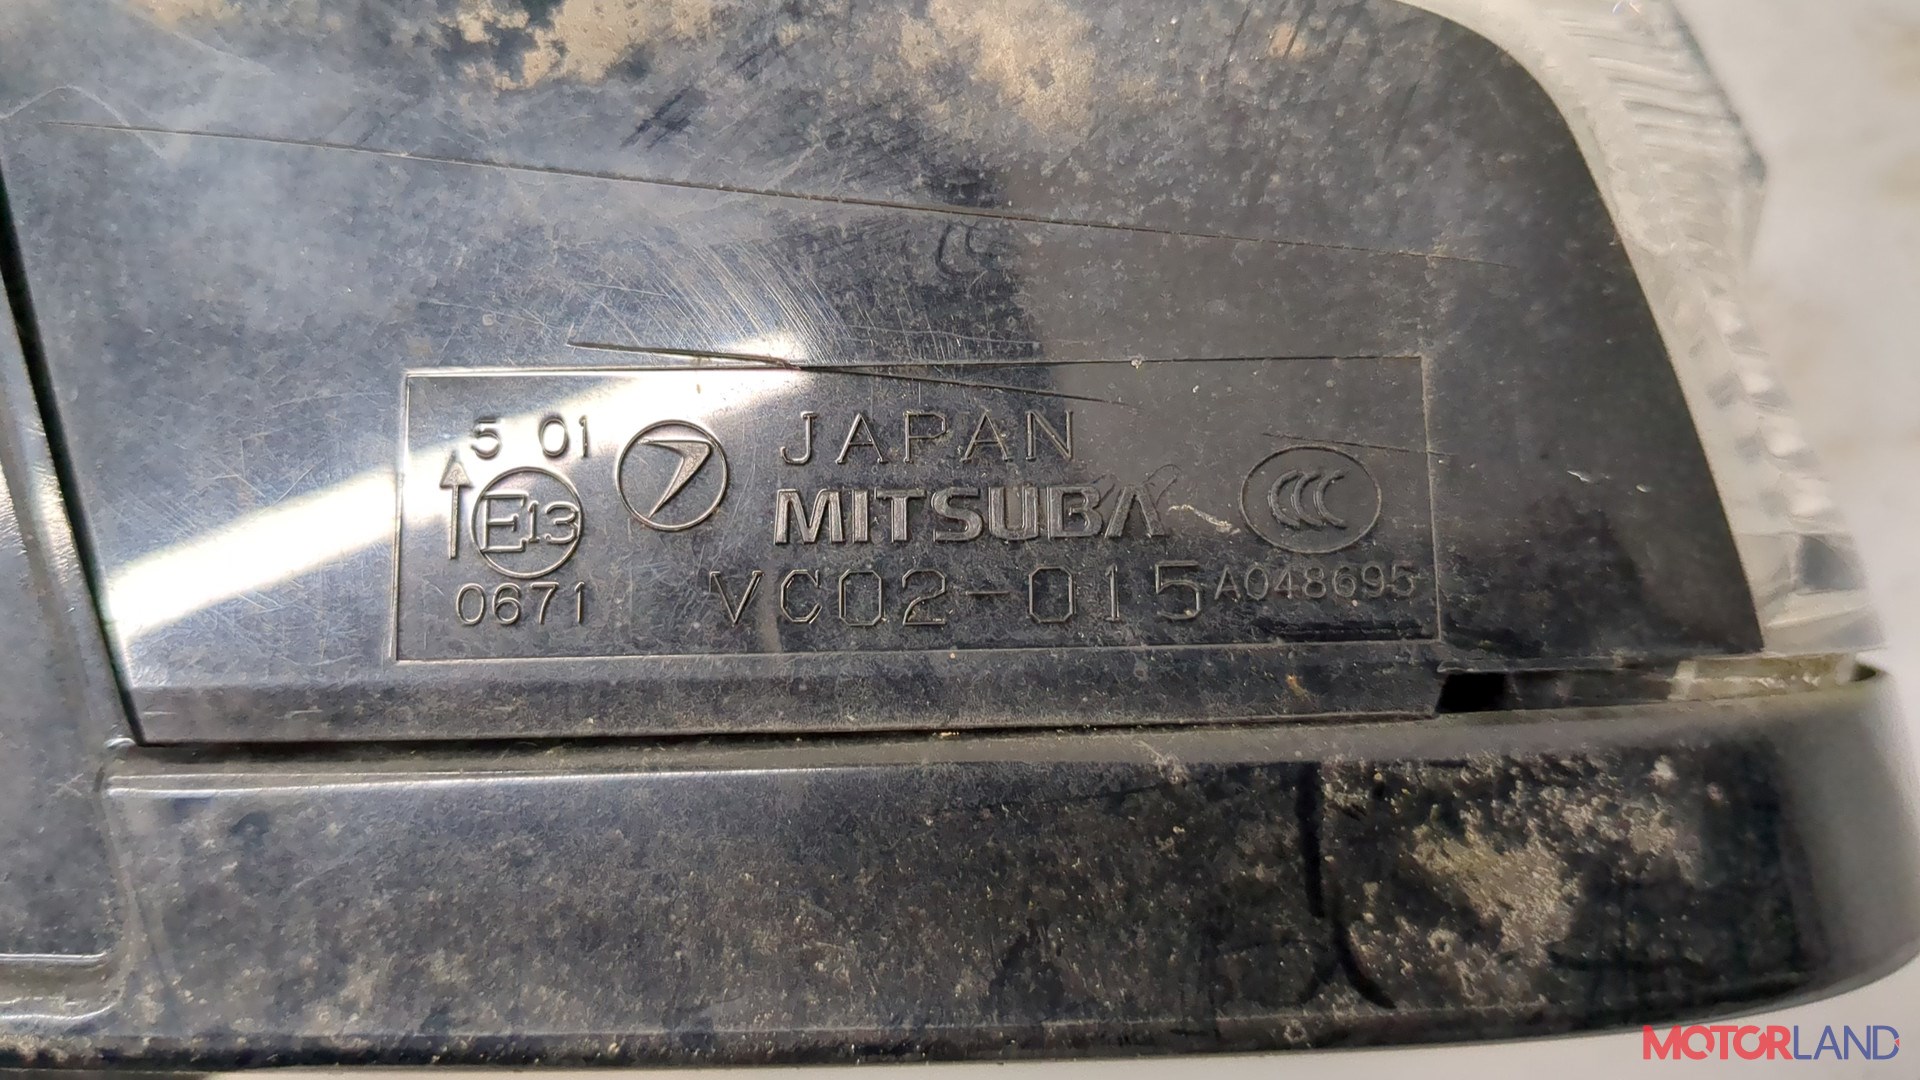 5 01
E13
0671
JAPAN
MITSUBA
CCC
VC02-015 A048695
MOTORLAND